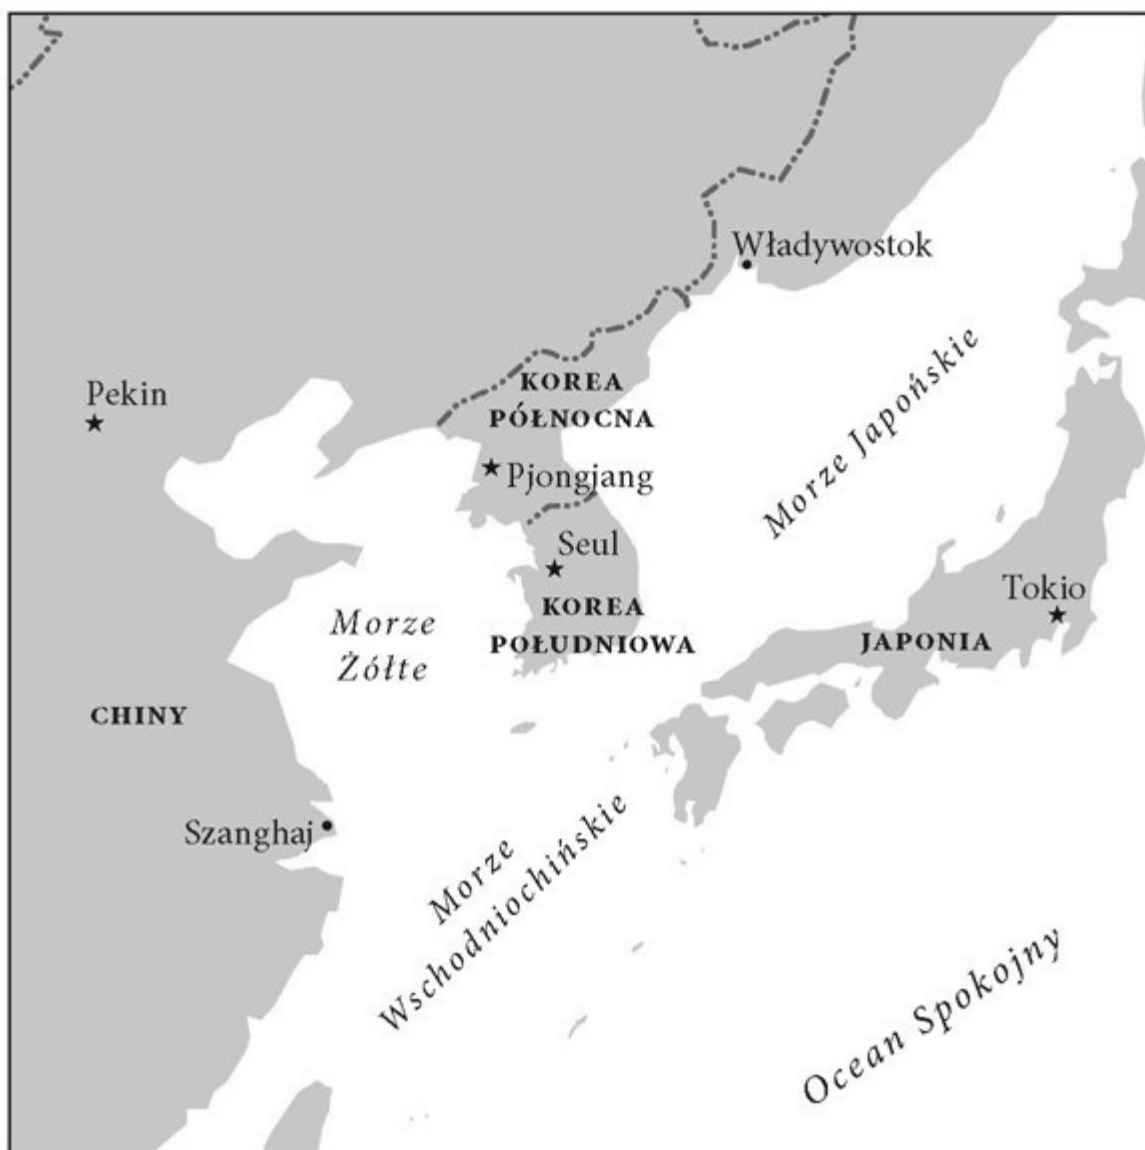 Władywostok
Pekin
KOREA
PÓŁNOCNA
Pjongjang
Morze Japońskie
Seul
KOREA
POŁUDNIOWA
Tokio
JAPONIA
Morze
Żółte
CHINY
Szanghaj
Morze
Wschodniochińskie
Ocean Spokojny